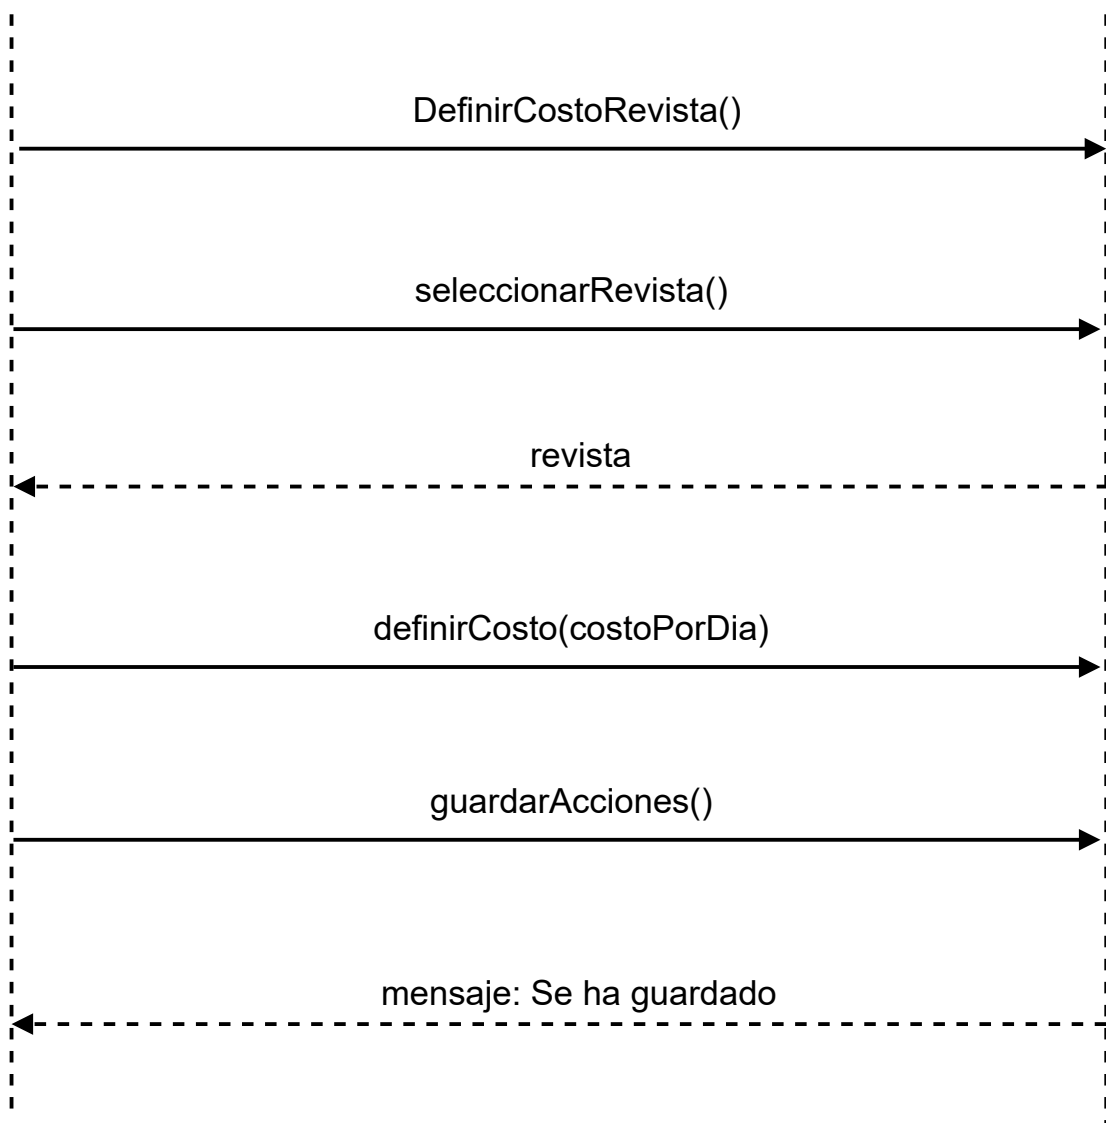 DefinirCostoRevista()
seleccionarRevista()
revista
definirCosto(costoPorDia)
guardarAcciones()
mensaje: Se ha guardado